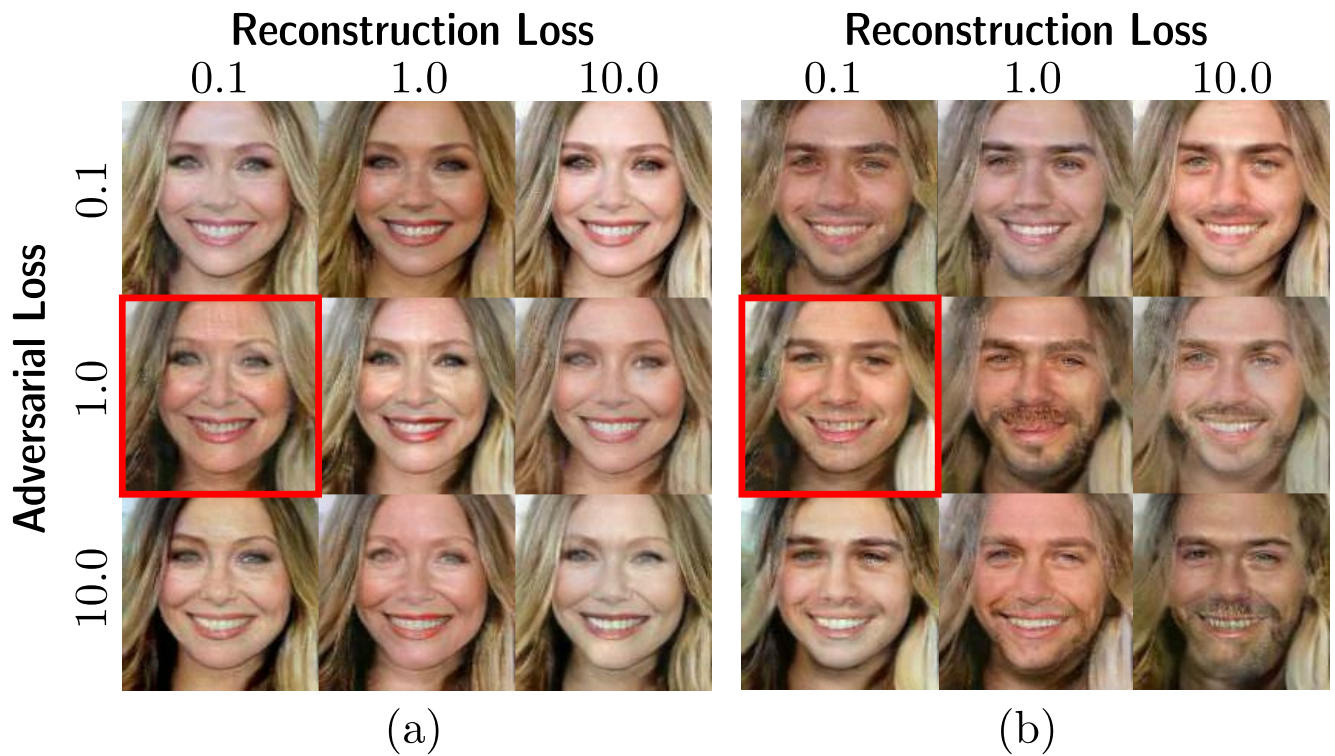 Reconstruction Loss
0.1 1.0 10.0
Adversarial Loss
0.1
1.0
10.0
(a)
Reconstruction Loss
0.1 1.0 10.0
(b)